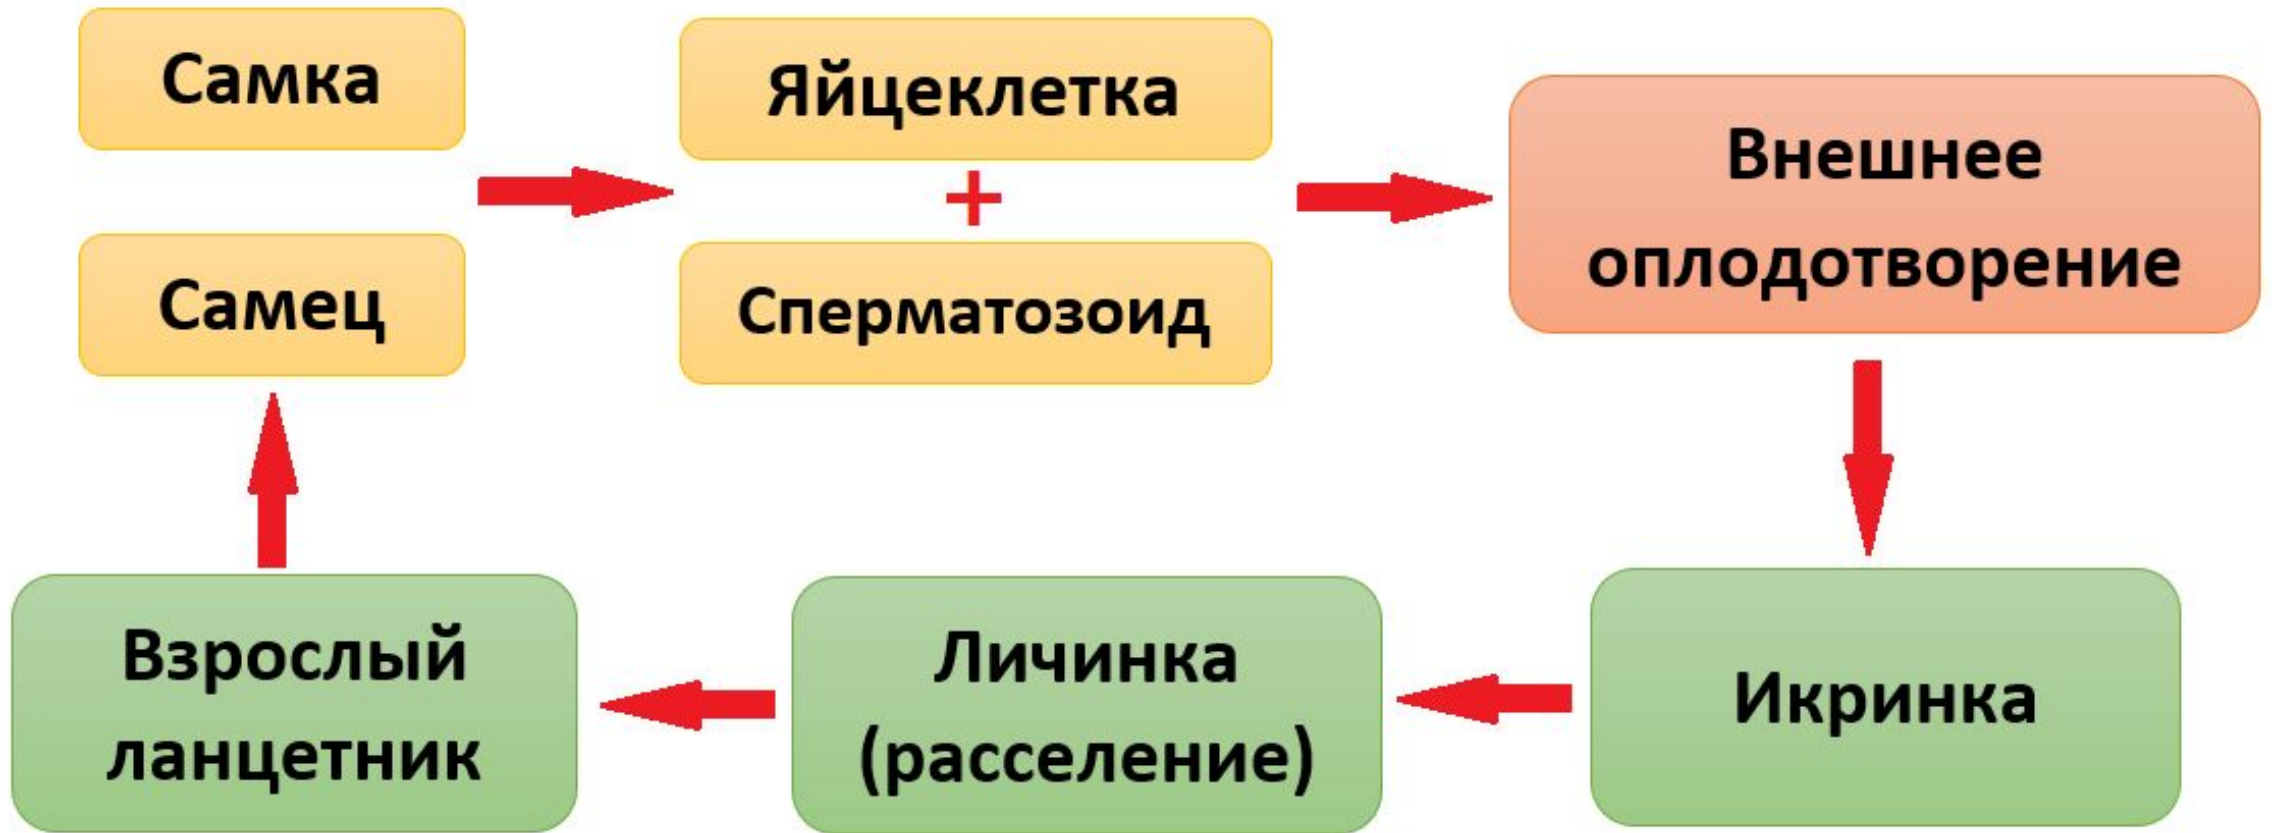 Самка
Самец
Яйцеклетка
+
Сперматозоид
Внешнее
оплодотворение
Икринка
Личинка
(расселение)
Взрослый
ланцетник